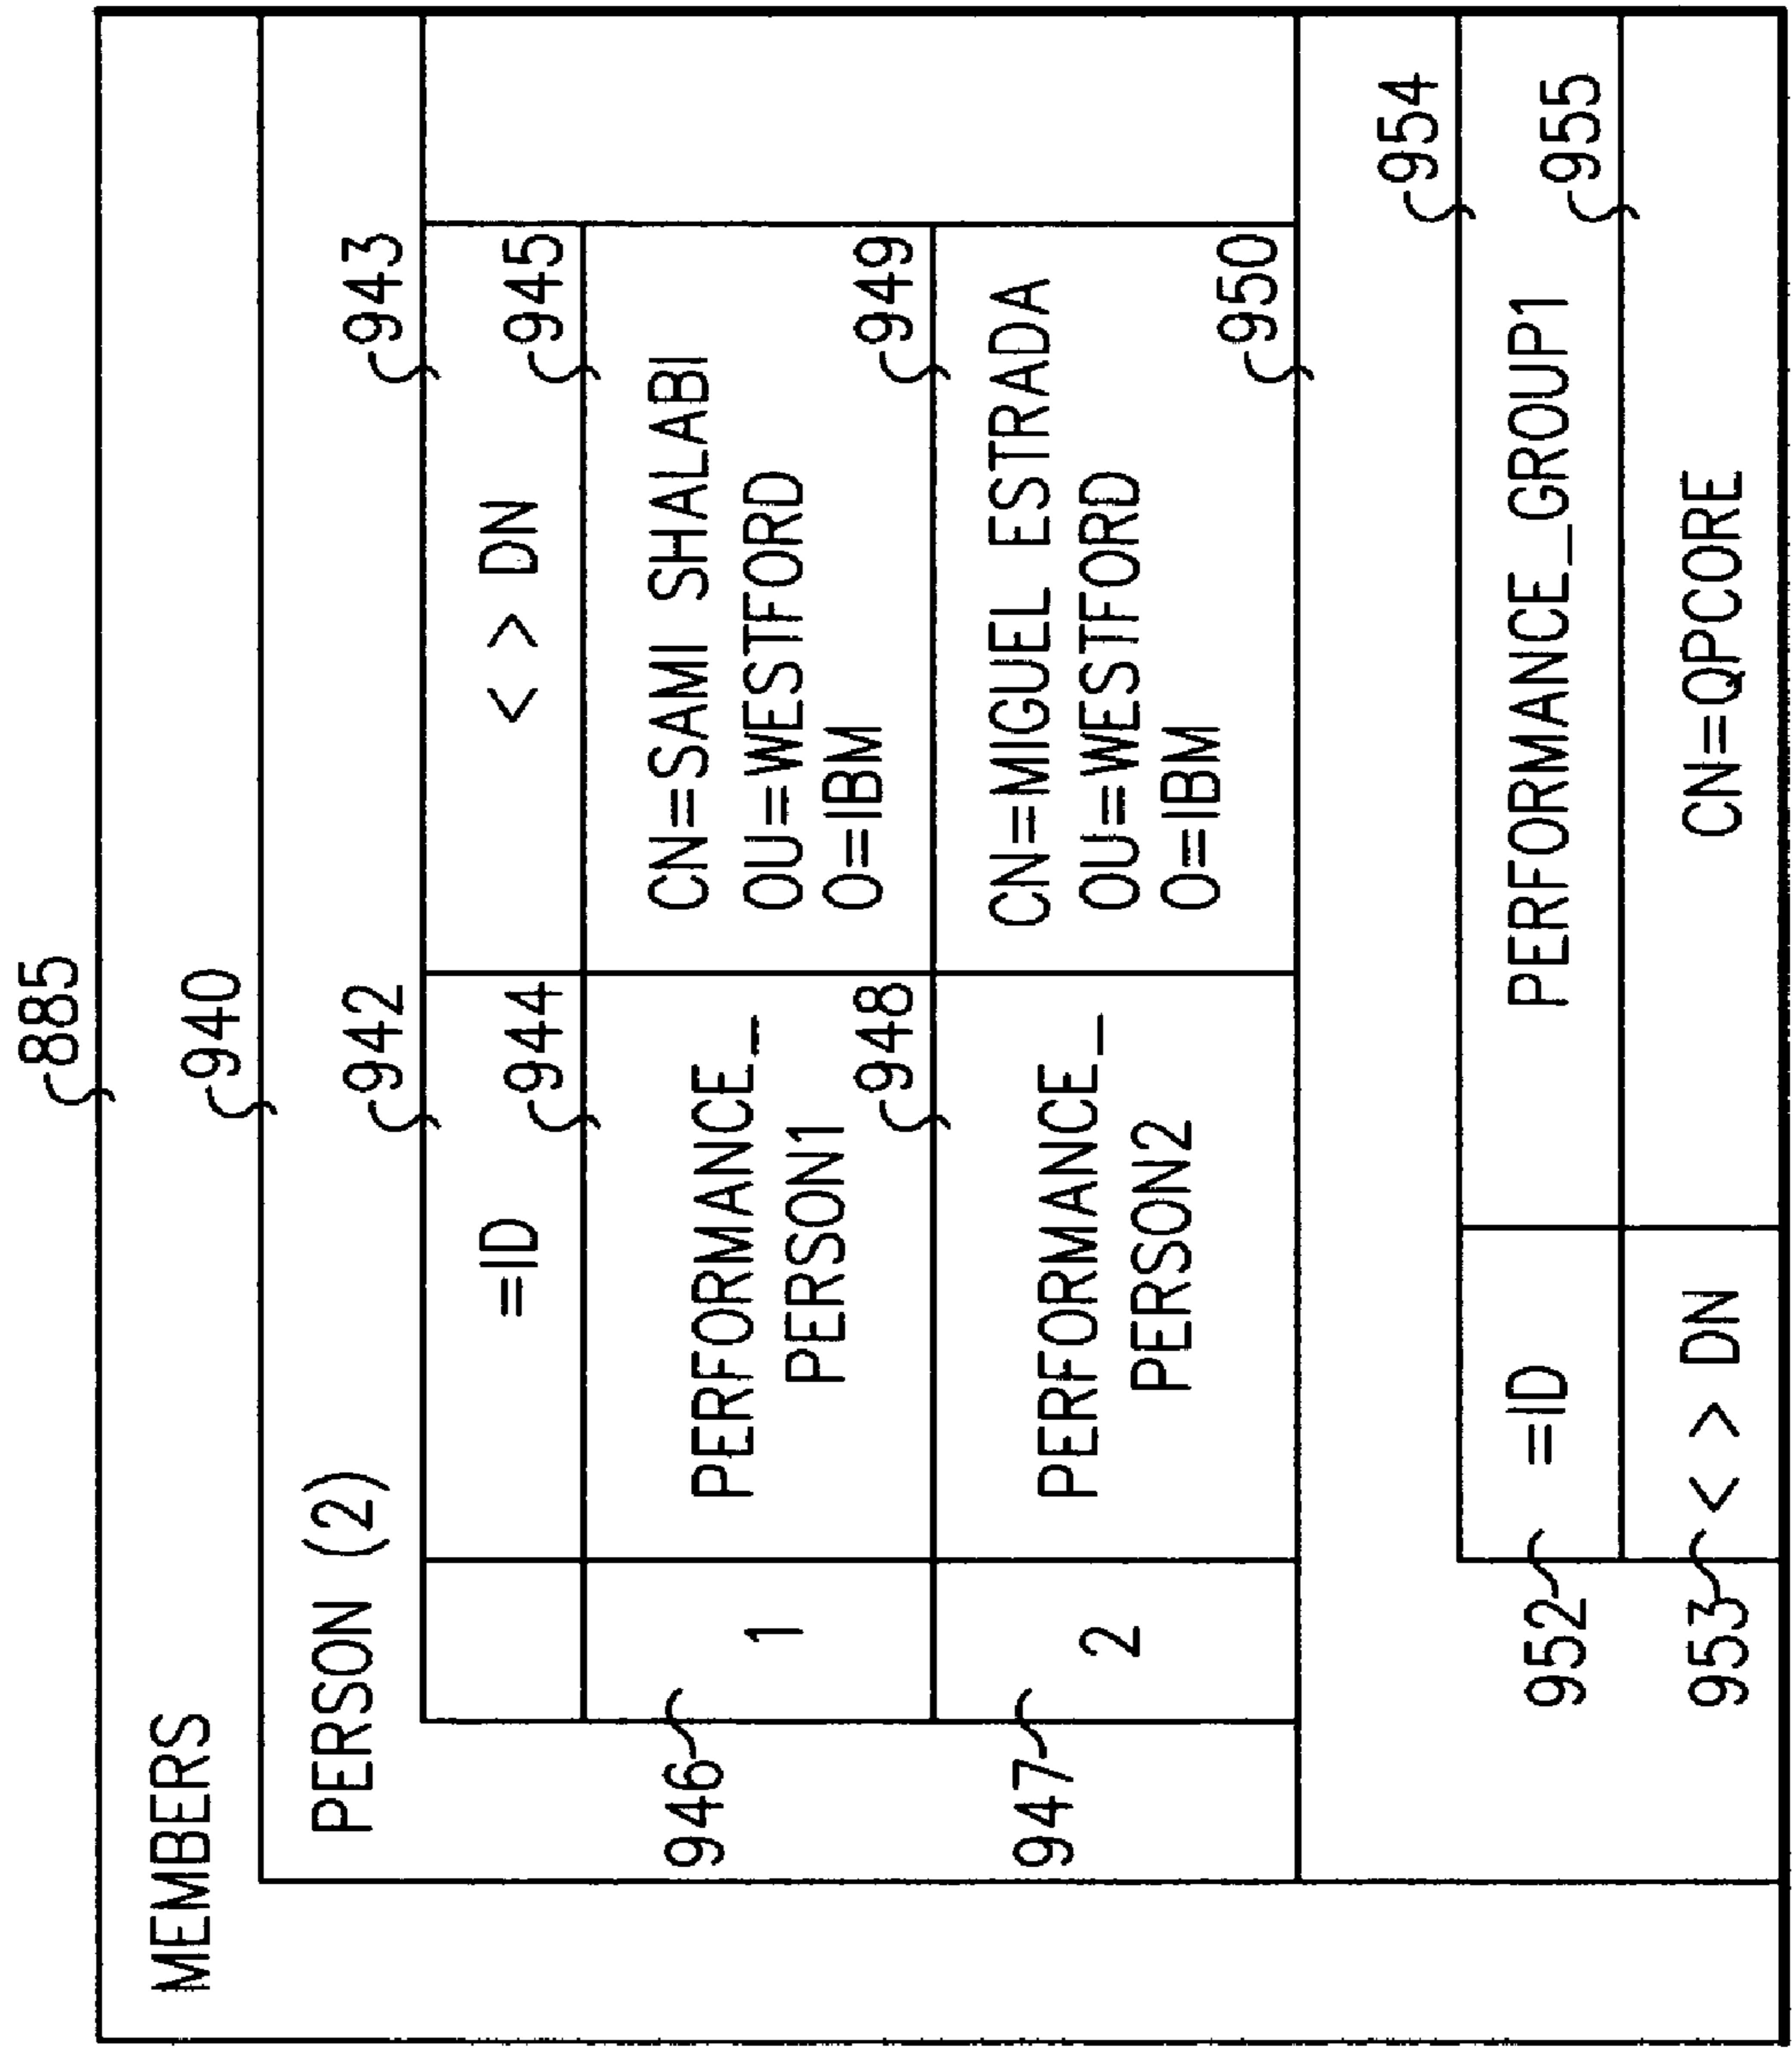 885
MEMBERS
940
PERSON (2)
942 943
=ID < > DN
944 945
946 1 PERFORMANCE_ CN=SAMI SHALABI
PERSON1 OU=WESTFORD
O=IBM
948 949
947 2 PERFORMANCE_ CN=MIGUEL ESTRADA
PERSON2 OU=WESTFORD
O=IBM
950
954
952 =ID PERFORMANCE_GROUP1
955
953 < > DN CN=QPCORE